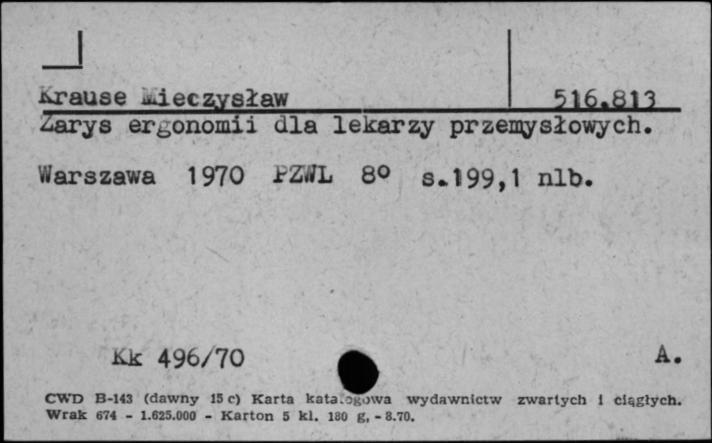 Krause Mieczysław 516.813
Zarys ergonomii dla lekarzy przemysłowych.
Warszawa 1970 PZWL 8º s.199,1 nlb.
Kk 496/70 A.
CWD B-143 (dawny 15 c) Karta katalogowa wydawnictw zwartych i ciągłych.
Wrak 674 - 1.625.000 - Karton 5 kl. 180 g, - 8.70.